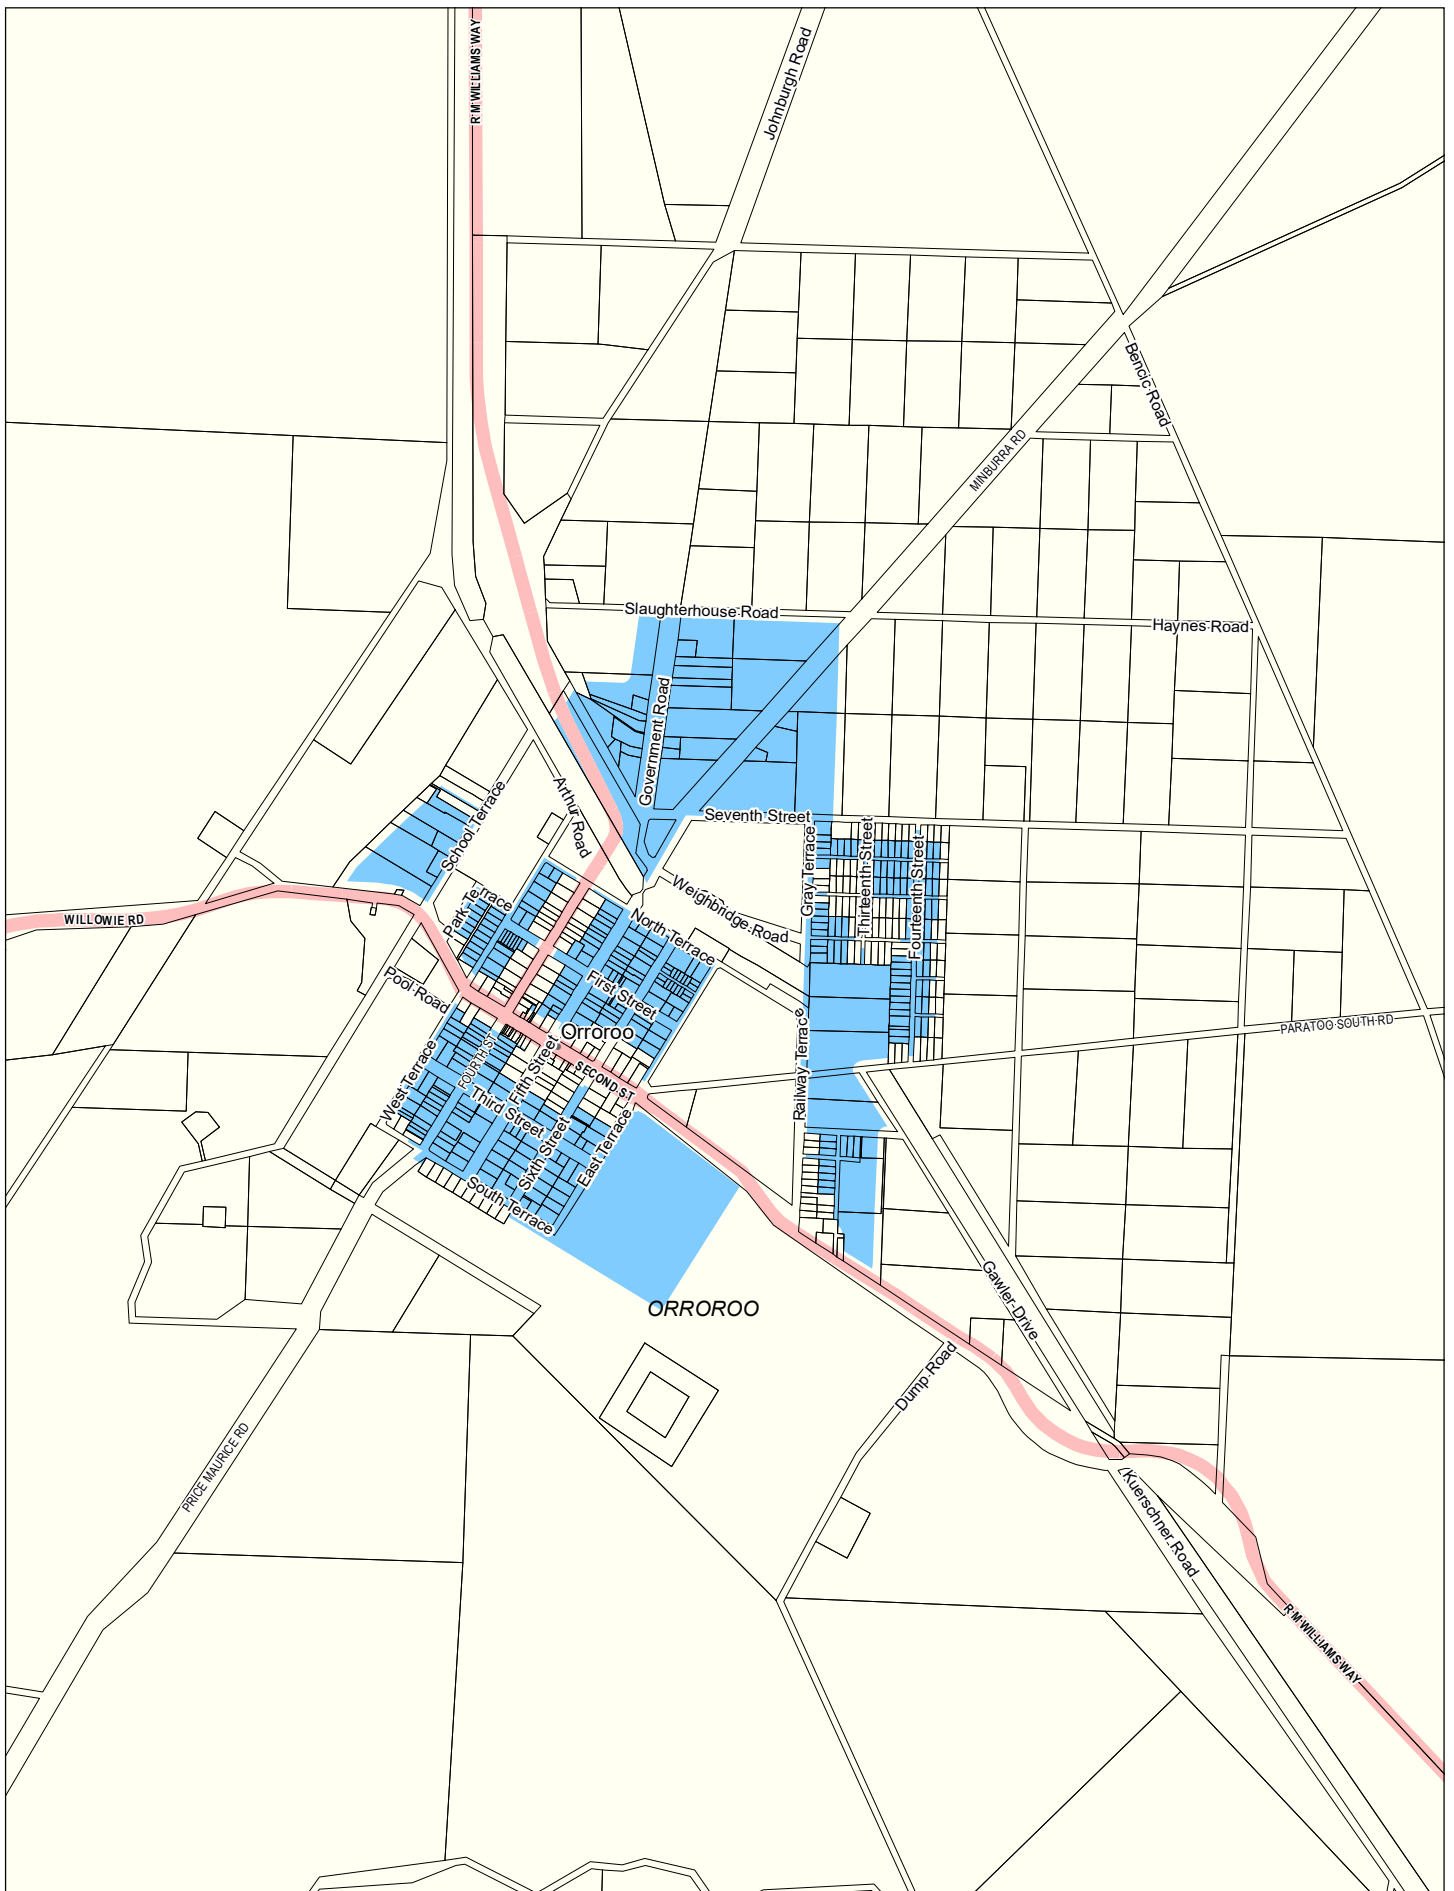 R M WILLIAMS WAY
Johnburgh Road
Bencic Road
MINBURRA RD
Slaughterhouse Road
Haynes Road
Government Road
School Terrace
Arthur Road
Seventh Street
Gray Terrace
Thirteenth Street
Fourteenth Street
WILLOWIE RD
Park Terrace
Weighbridge Road
North Terrace
Pool Road
First Street
Orroroo
PARATOO SOUTH RD
West Terrace
FOURTH ST
Fifth Street
SECOND ST
Railway Terrace
Third Street
Sixth Street
East Terrace
South Terrace
Gawler Drive
ORROROO
Dump Road
PRICE MAURICE RD
Kuerschner Road
R M WILLIAMS WAY